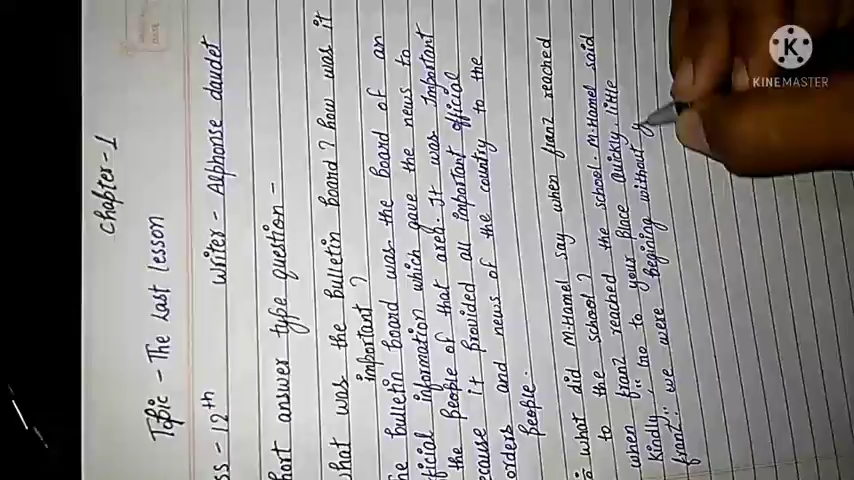 Chapter-1
Topic - The Last Lesson
ss - 12th writer - Alphonse daudet
hort answer type question -
what was the bulletin board ? how was it
important ?
he bulletin board was the board of an
ficial information which gave the news to
the people of that area. It was Important
ecause it provided all important official
orders and news of the country to the
people.
what did M.Hamel say when franz reached
to the school ?
when franz reached the school. M.Hamel said
Kindly, "Go to your place quickly little
franz". we were begining without y
KINEMASTER